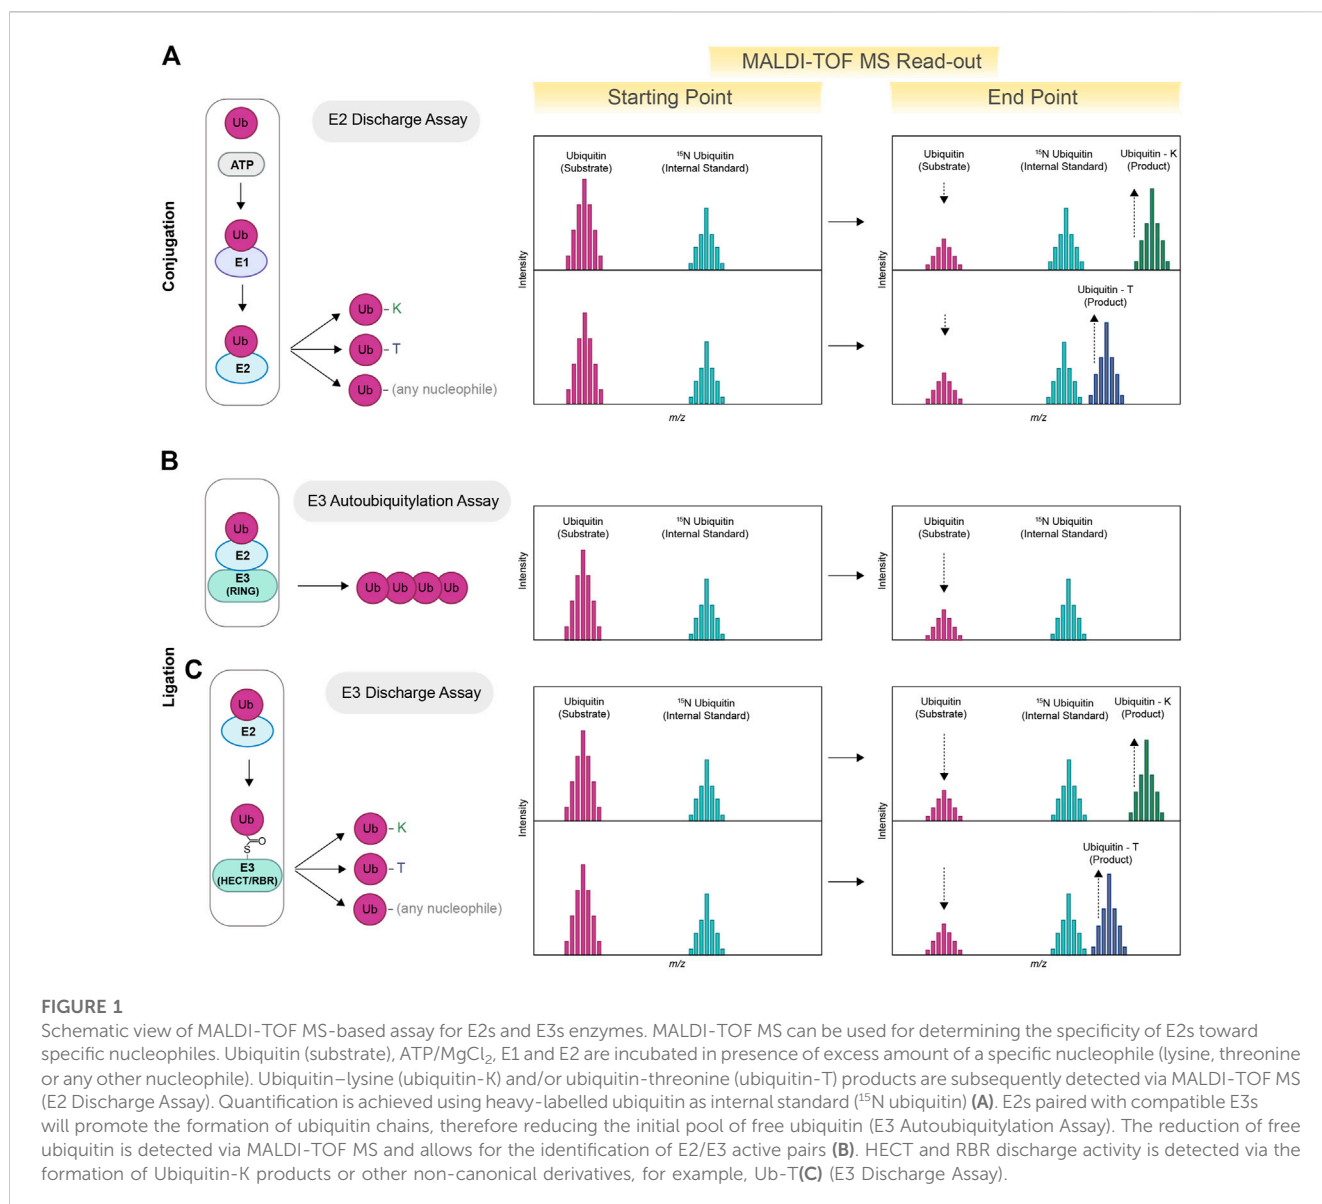 A
MALDI-TOF MS Read-out
Starting Point
End Point
Conjugation
Ub
ATP
Ub
E1
Ub
E2
E2 Discharge Assay
Ub - K
Ub - T
Ub - (any nucleophile)
Intensity
Ubiquitin
(Substrate)
¹⁵N Ubiquitin
(Internal Standard)
m/z
Intensity
Ubiquitin
(Substrate)
¹⁵N Ubiquitin
(Internal Standard)
Ubiquitin - K
(Product)
Ubiquitin - T
(Product)
m/z
B
Ligation
Ub
E2
E3
(RING)
E3 Autoubiquitylation Assay
Ub Ub Ub Ub
Intensity
Ubiquitin
(Substrate)
¹⁵N Ubiquitin
(Internal Standard)
Intensity
Ubiquitin
(Substrate)
¹⁵N Ubiquitin
(Internal Standard)
C
Ub
E2
Ub
S
O
E3
(HECT/RBR)
E3 Discharge Assay
Ub - K
Ub - T
Ub - (any nucleophile)
Intensity
Ubiquitin
(Substrate)
¹⁵N Ubiquitin
(Internal Standard)
m/z
Intensity
Ubiquitin
(Substrate)
¹⁵N Ubiquitin
(Internal Standard)
Ubiquitin - K
(Product)
Ubiquitin - T
(Product)
m/z
FIGURE 1
Schematic view of MALDI-TOF MS-based assay for E2s and E3s enzymes. MALDI-TOF MS can be used for determining the specificity of E2s toward
specific nucleophiles. Ubiquitin (substrate), ATP/MgCl₂, E1 and E2 are incubated in presence of excess amount of a specific nucleophile (lysine, threonine
or any other nucleophile). Ubiquitin–lysine (ubiquitin-K) and/or ubiquitin-threonine (ubiquitin-T) products are subsequently detected via MALDI-TOF MS
(E2 Discharge Assay). Quantification is achieved using heavy-labelled ubiquitin as internal standard (¹⁵N ubiquitin) (A). E2s paired with compatible E3s
will promote the formation of ubiquitin chains, therefore reducing the initial pool of free ubiquitin (E3 Autoubiquitylation Assay). The reduction of free
ubiquitin is detected via MALDI-TOF MS and allows for the identification of E2/E3 active pairs (B). HECT and RBR discharge activity is detected via the
formation of Ubiquitin-K products or other non-canonical derivatives, for example, Ub-T(C) (E3 Discharge Assay).